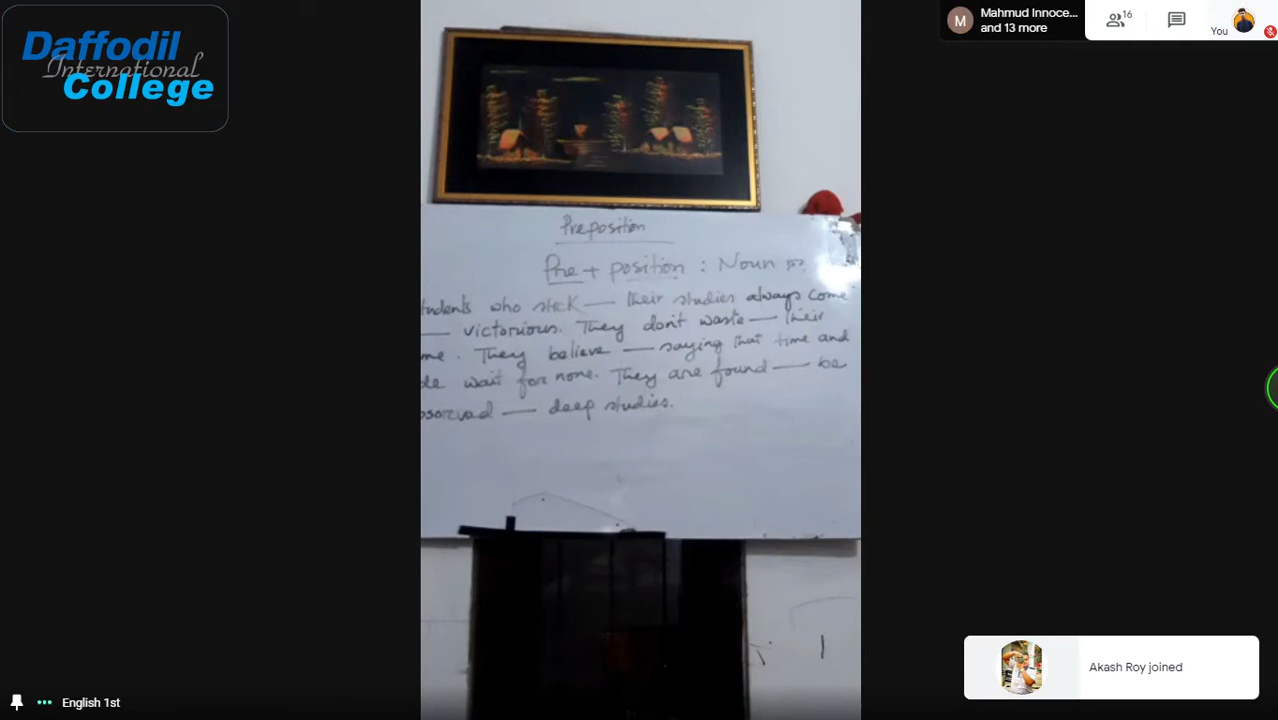 Daffodil
International
College
Mahmud Innoce...
and 13 more
16
You
Preposition
Pre + position : Noun
tudents who stick — their studies always come
— victorious. They don't waste — their
me. They believe — saying that time and
de wait for none. They are found — be
bsorved — deep studies.
Akash Roy joined
English 1st
M